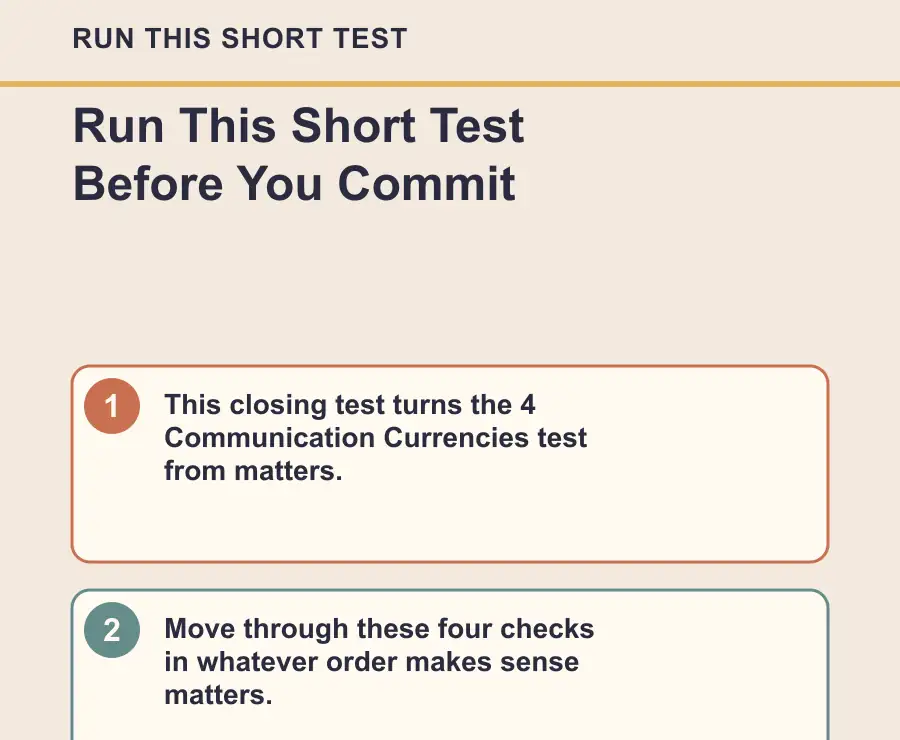 RUN THIS SHORT TEST
Run This Short Test
Before You Commit
1
This closing test turns the 4
Communication Currencies test
from matters.
2
Move through these four checks
in whatever order makes sense
matters.